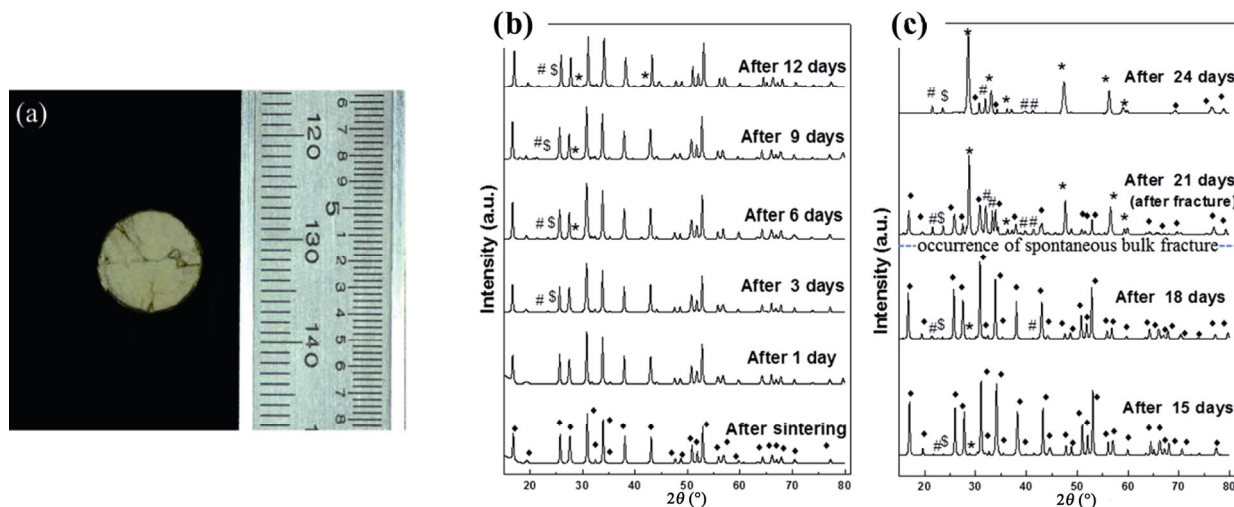 (a)
120
130
140
6
7
8
9
5
1
2
3
4
5
6
7
8
(b)
Intensity (a.u.)
# $ * * After 12 days
# $ * After 9 days
# $ * After 6 days
# $ After 3 days
After 1 day
After sintering
20 30 40 50 60 70 80
2θ (°)
(c)
Intensity (a.u.)
# $ * # * * # # * * * After 24 days
# $ * # # * # # * * * After 21 days
(after fracture)
occurrence of spontaneous bulk fracture
# $ * # After 18 days
# $ * After 15 days
20 30 40 50 60 70 80
2θ (°)